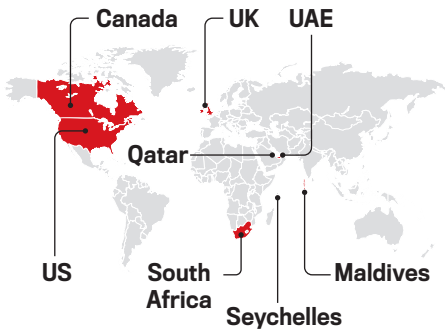 Canada
UK
UAE
Qatar
US
South
Africa
Maldives
Seychelles